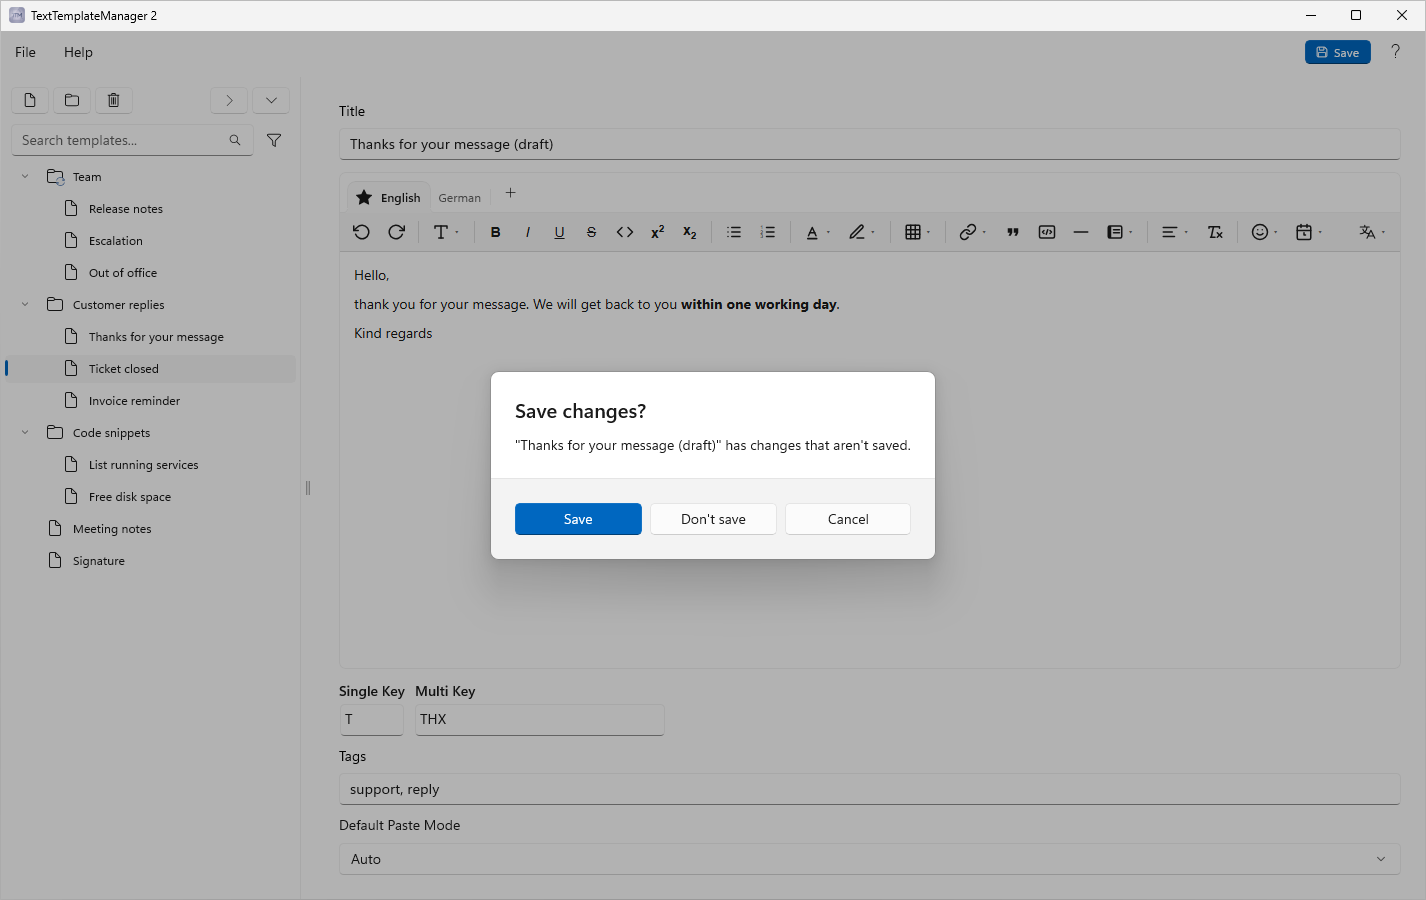 TextTemplateManager 2
File Help
Save ?
Search templates...
Team
Release notes
Escalation
Out of office
Customer replies
Thanks for your message
Ticket closed
Invoice reminder
Code snippets
List running services
Free disk space
Meeting notes
Signature
Title
Thanks for your message (draft)
English German +
Hello,
thank you for your message. We will get back to you within one working day.
Kind regards
Save changes?
"Thanks for your message (draft)" has changes that aren't saved.
Save Don't save Cancel
Single Key Multi Key
T THX
Tags
support, reply
Default Paste Mode
Auto